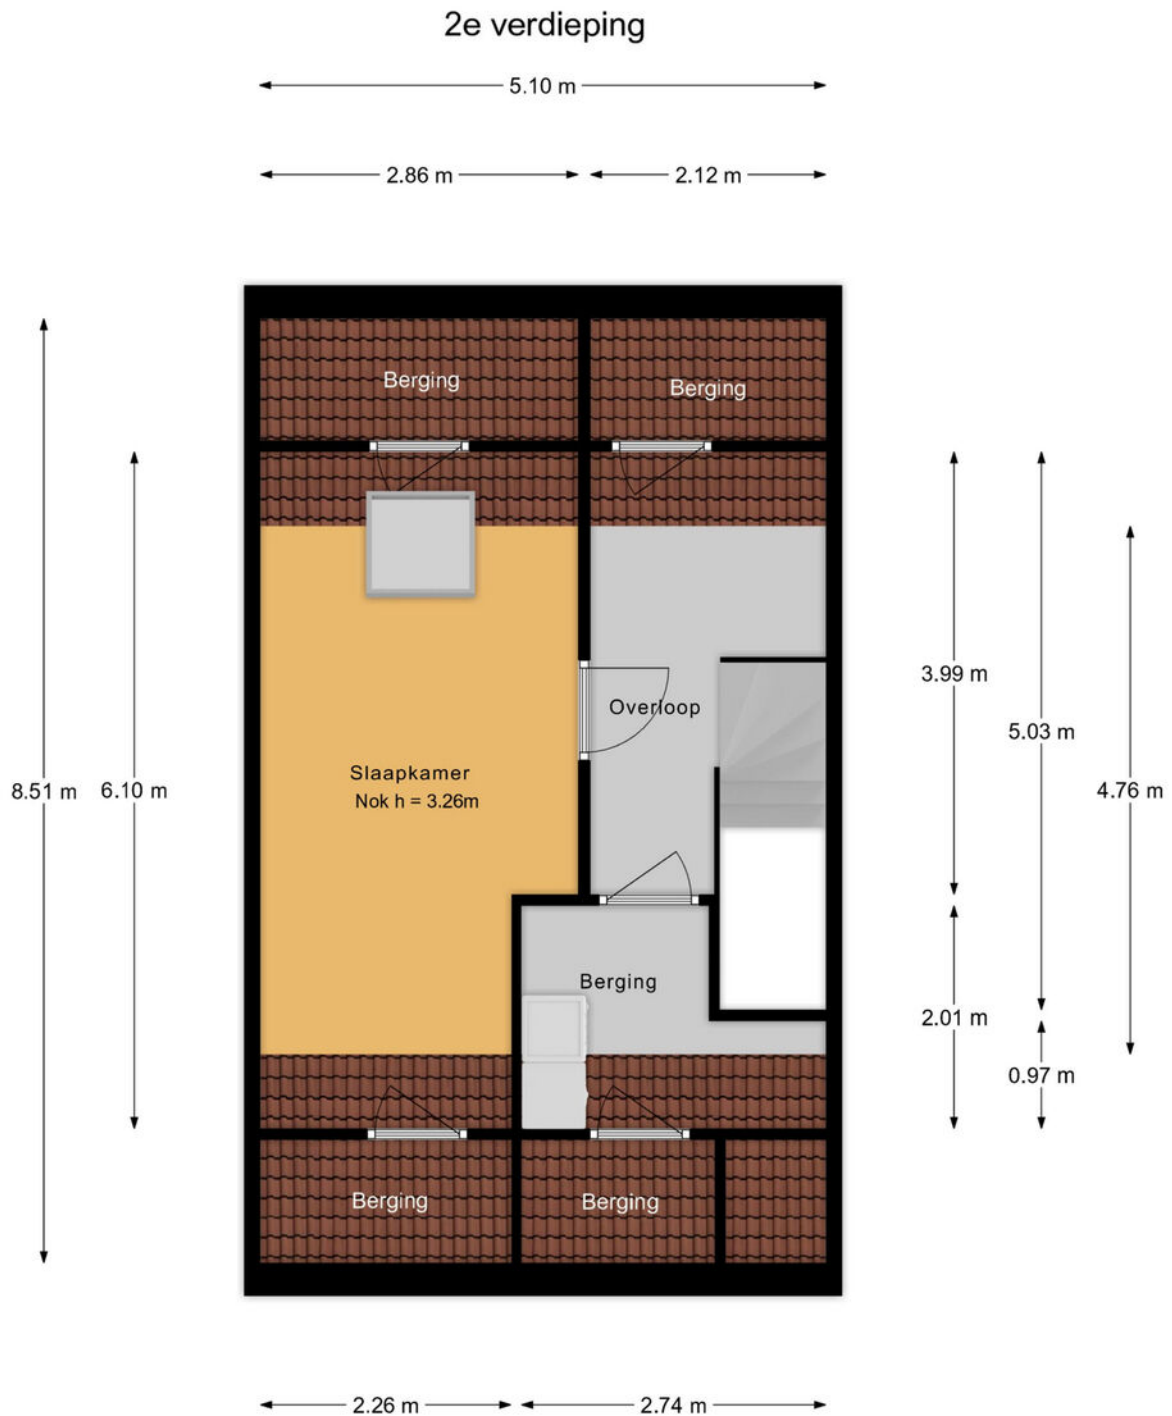 2e verdieping
5.10 m
2.86 m
2.12 m
Berging
Berging
3.99 m
Overloop
5.03 m
Slaapkamer
8.51 m
6.10 m
4.76 m
Nok h = 3.26m
Berging
2.01 m
0.97 m
Berging
Berging
2.26 m
2.74 m